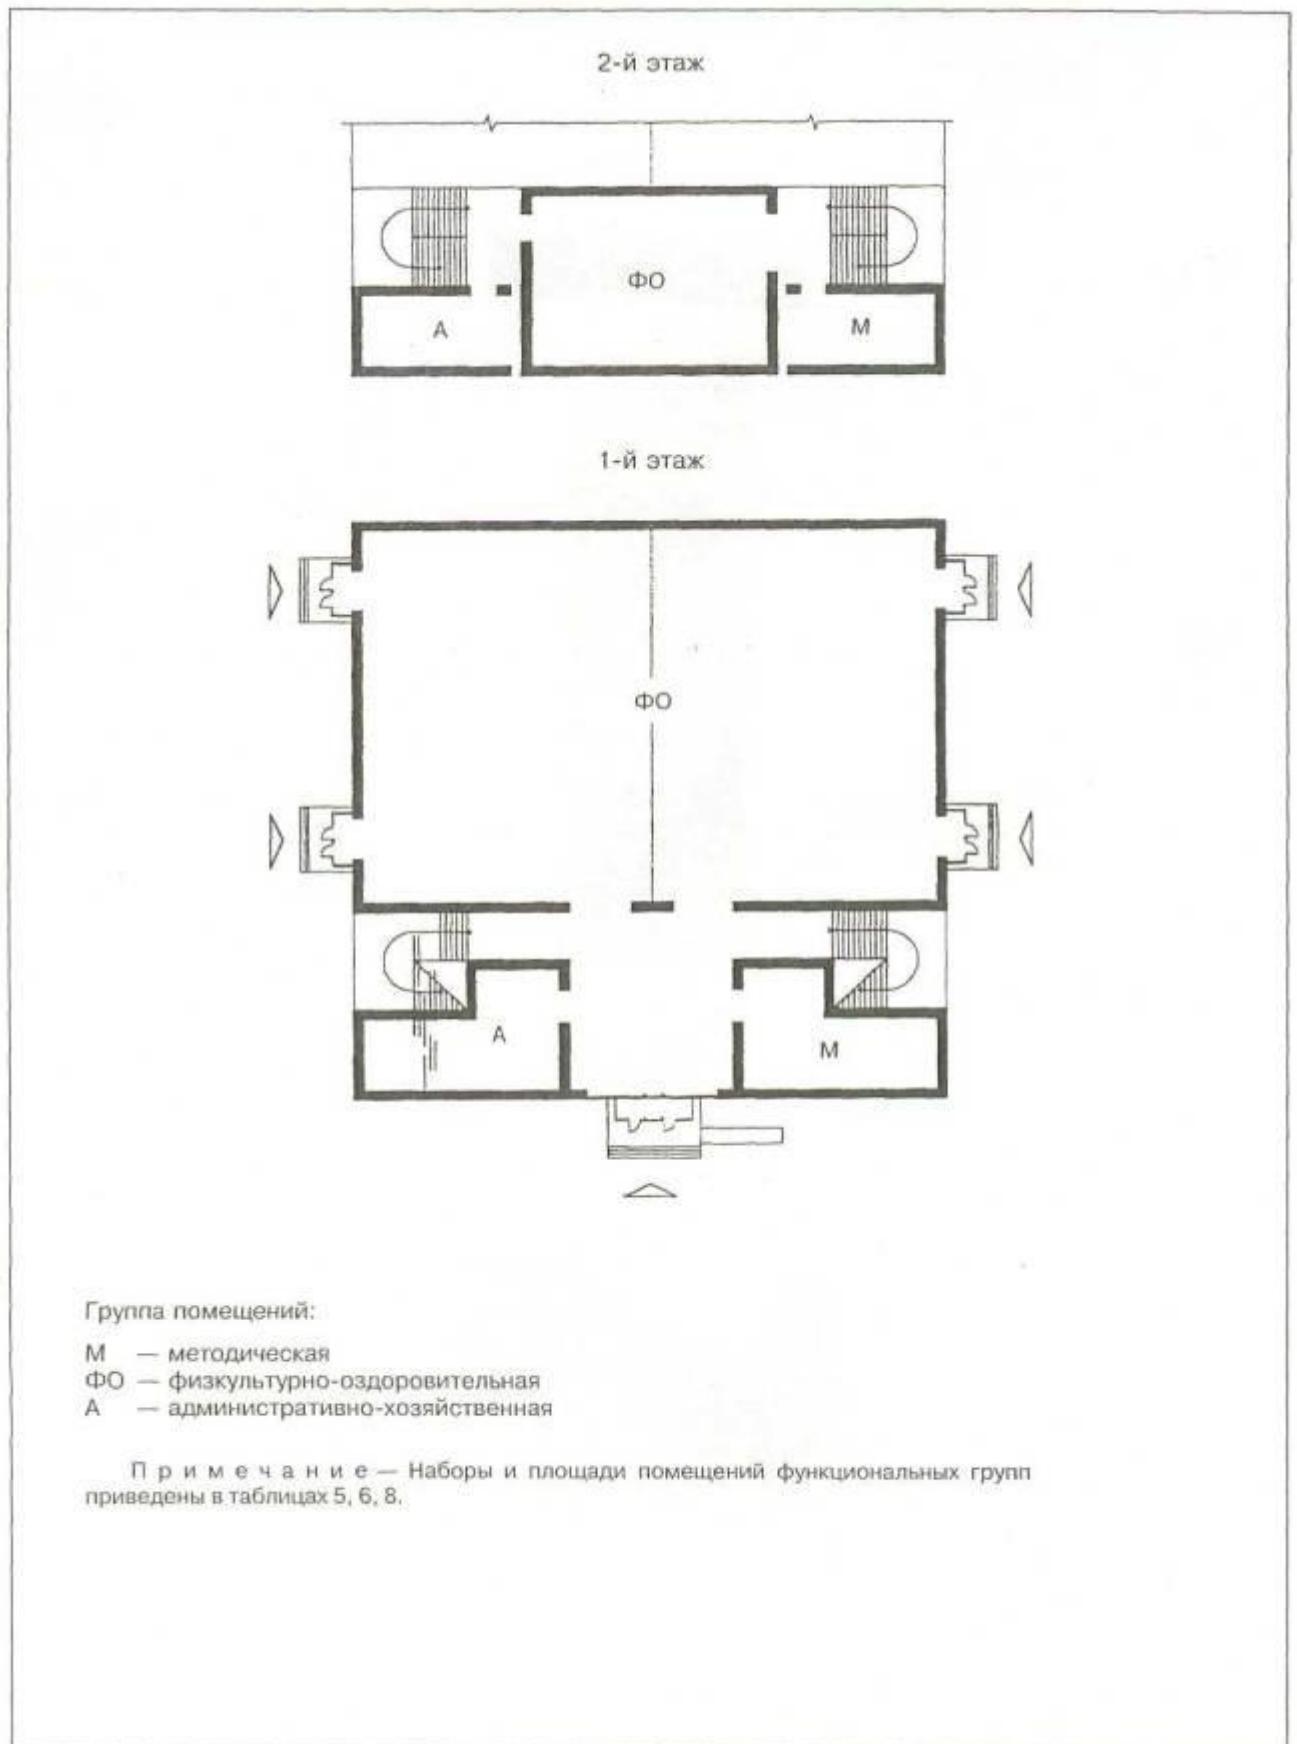 2-й этаж
ФО
А
М
1-й этаж
ФО
А
М
Группа помещений:
М — методическая
ФО — физкультурно-оздоровительная
А — административно-хозяйственная
П р и м е ч а н и е — Наборы и площади помещений функциональных групп
приведены в таблицах 5, 6, 8.